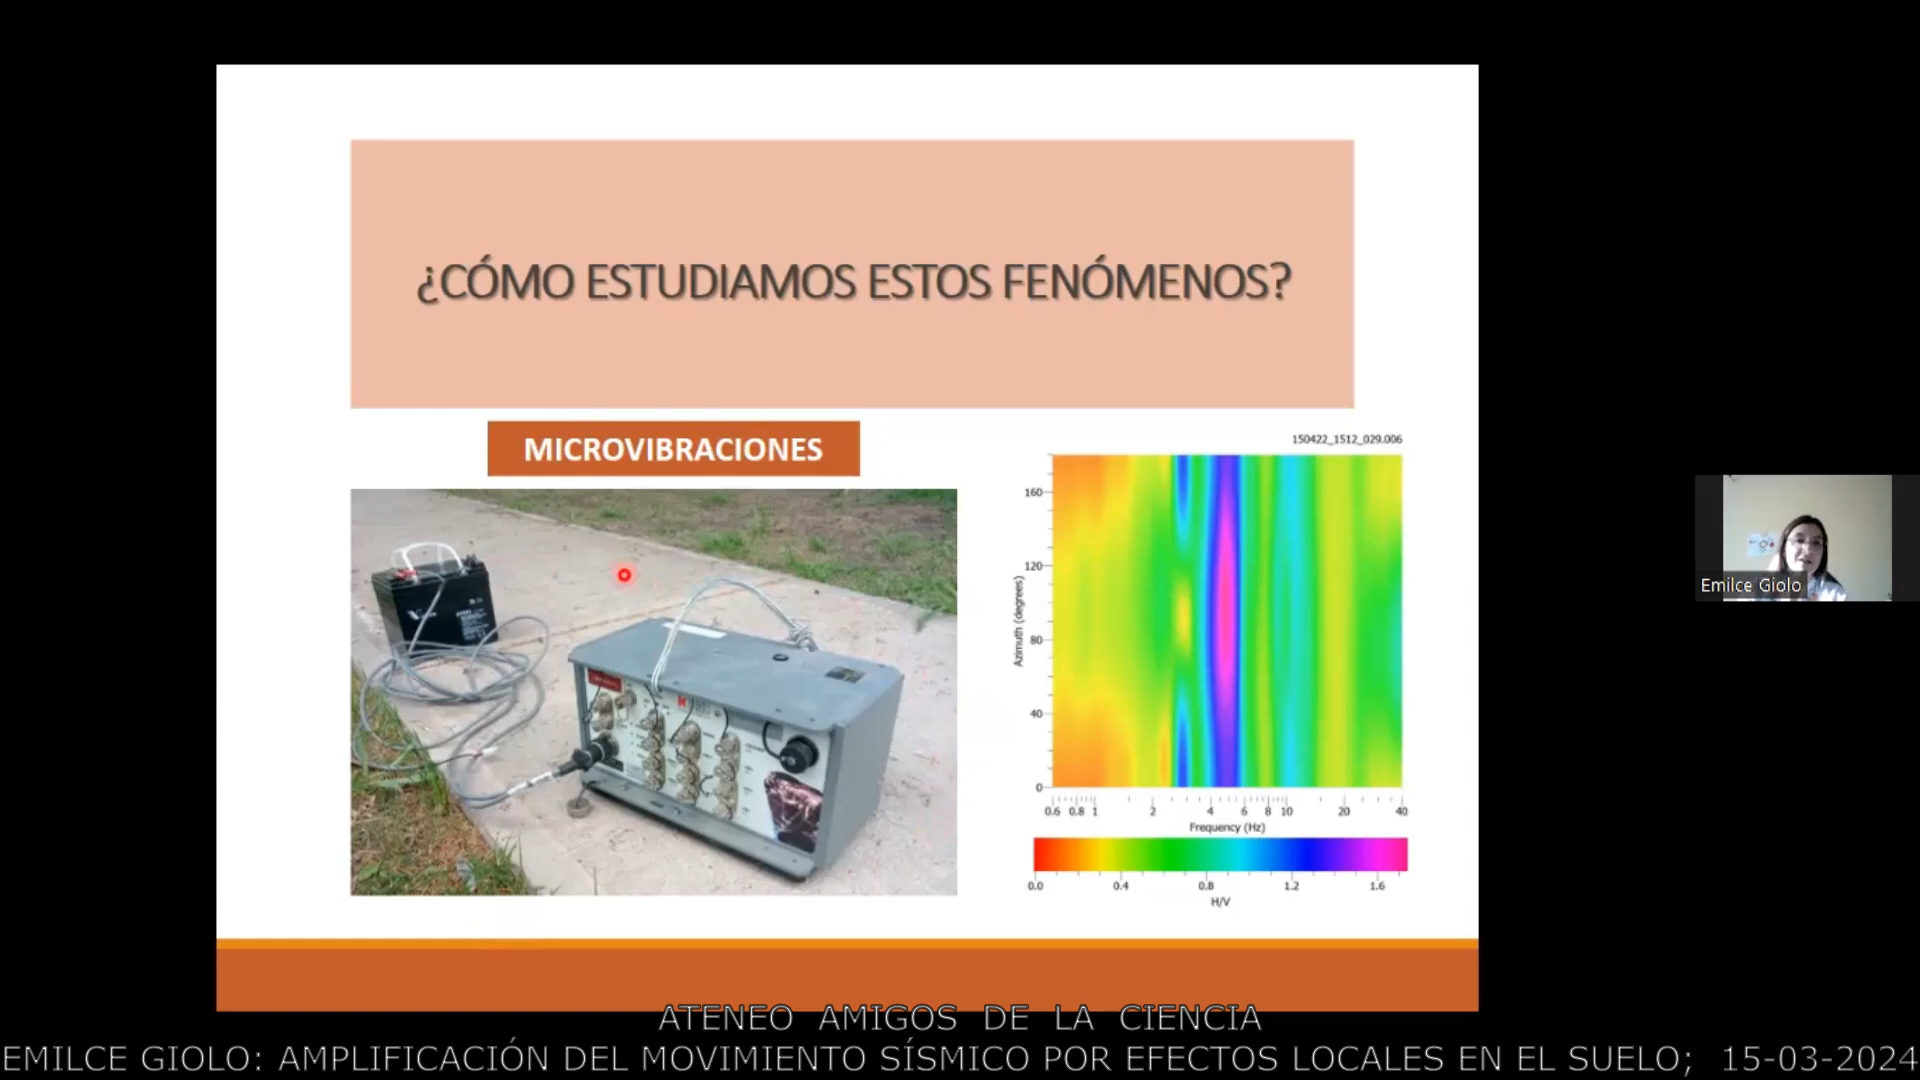 ¿CÓMO ESTUDIAMOS ESTOS FENÓMENOS?
MICROVIBRACIONES
150422_1512_029.006
160
120
80
40
0
Azimuth (degrees)
0.6 0.8 1 2 4 6 8 10 20 40
Frequency (Hz)
0.0 0.4 0.8 1.2 1.6
H/V
Emilce Giolo
ATENEO AMIGOS DE LA CIENCIA
EMILCE GIOLO: AMPLIFICACIÓN DEL MOVIMIENTO SÍSMICO POR EFECTOS LOCALES EN EL SUELO; 15-03-2024